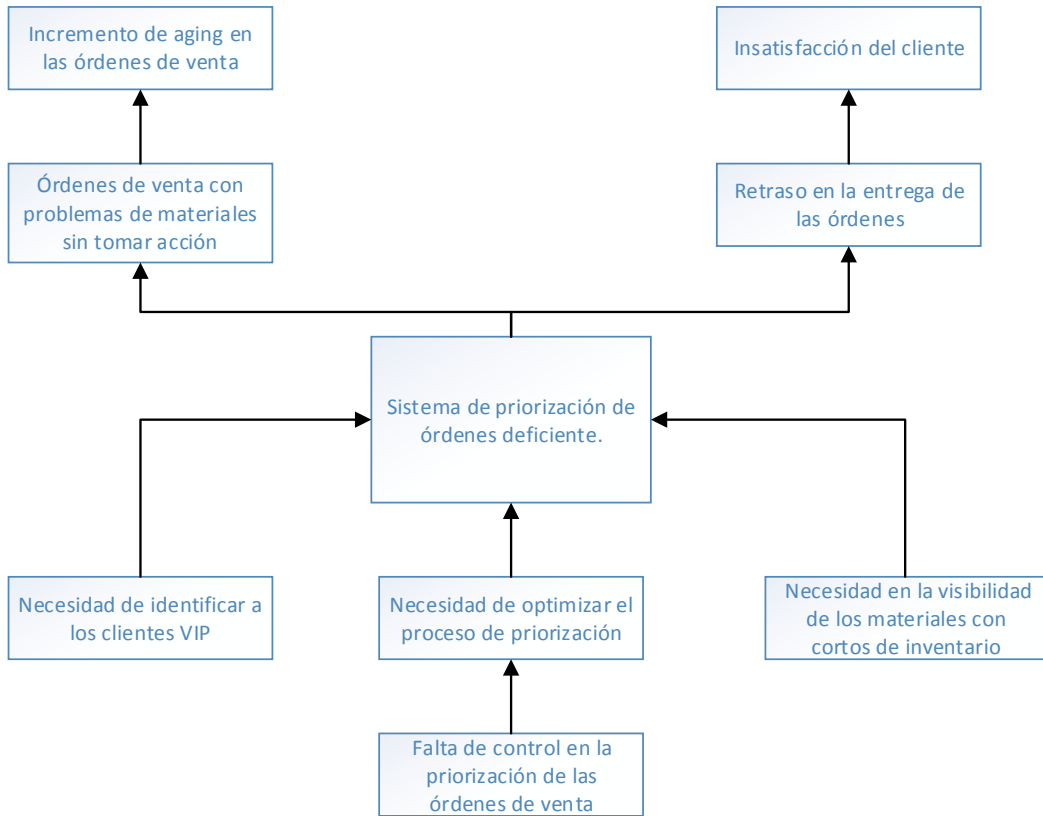 Incremento de aging en
las órdenes de venta
Insatisfacción del cliente
Órdenes de venta con
problemas de materiales
sin tomar acción
Retraso en la entrega de
las órdenes
Sistema de priorización de
órdenes deficiente.
Necesidad de identificar a
los clientes VIP
Necesidad de optimizar el
proceso de priorización
Necesidad en la visibilidad
de los materiales con
cortos de inventario
Falta de control en la
priorización de las
órdenes de venta